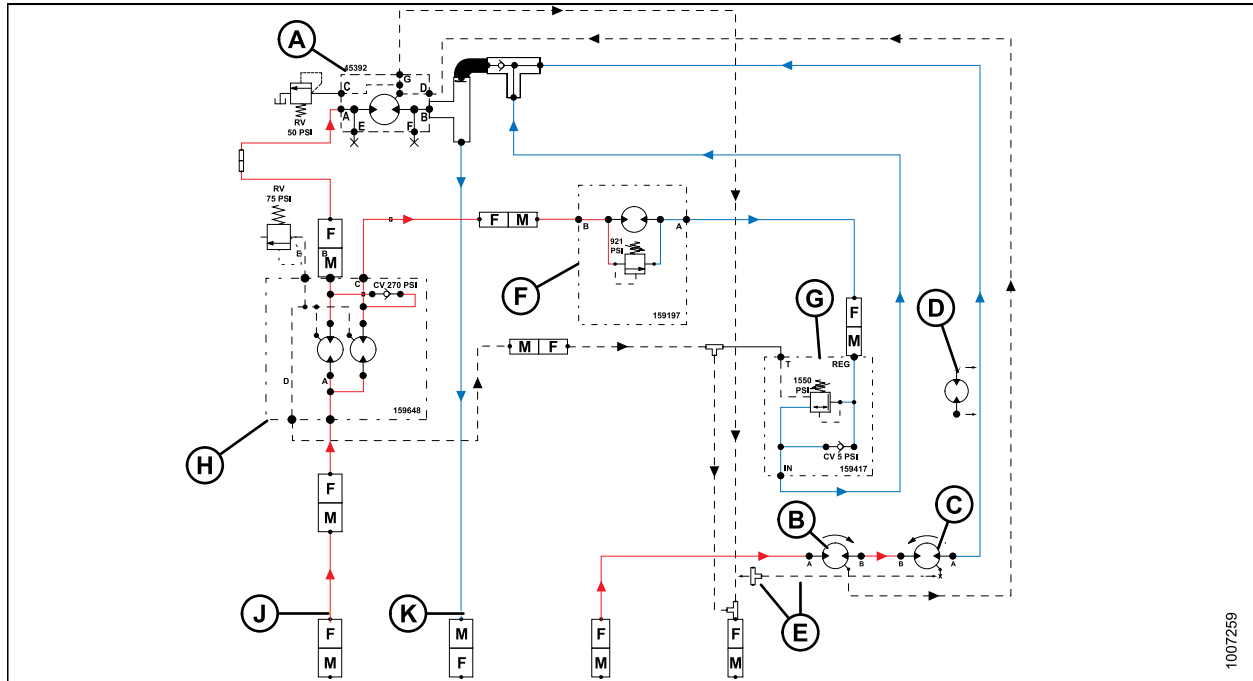 A
45392
G
C
D
A
B
E
F
RV
50 PSI
RV
75 PSI
F
M
B
B
C
CV 270 PSI
F M
B
A
921
PSI
F
159197
G
D
F
M
M F
T
REG
1550
PSI
D
A
159648
H
CV 5 PSI
IN
159417
B
C
F
M
A
B
B
A
E
J
K
F
M
M
F
F
M
F
M
1007259